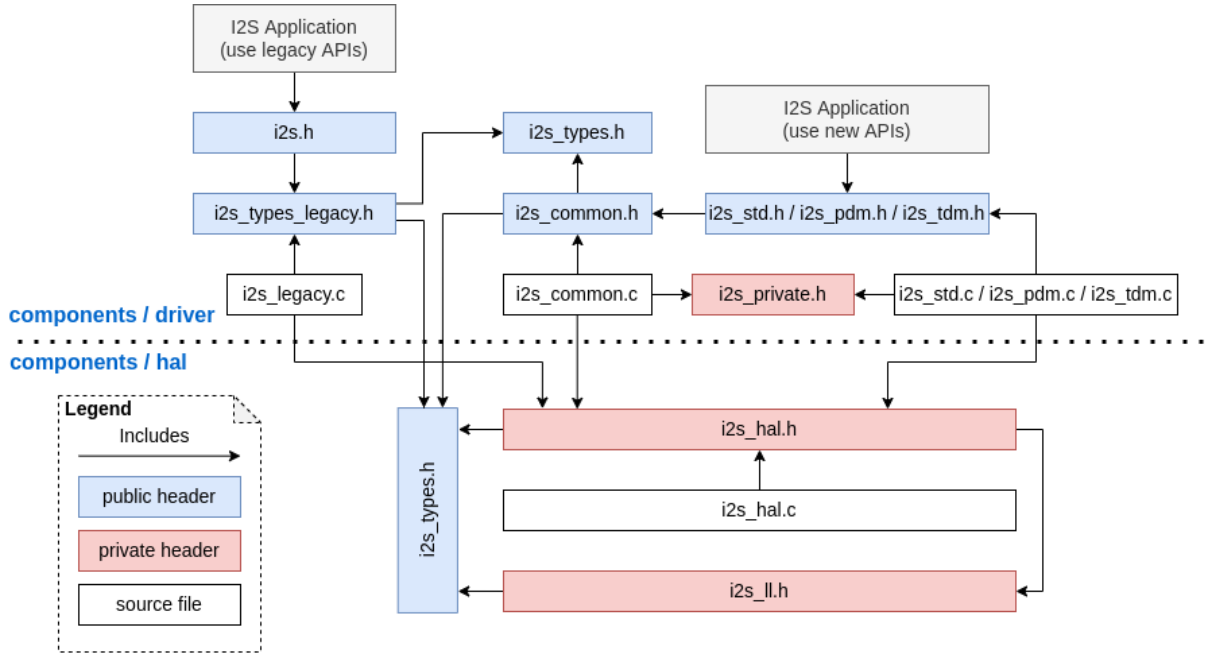 I2S Application
(use legacy APIs)
I2S Application
(use new APIs)
i2s.h
i2s_types.h
i2s_types_legacy.h
i2s_common.h
i2s_std.h / i2s_pdm.h / i2s_tdm.h
i2s_legacy.c
i2s_common.c
i2s_private.h
i2s_std.c / i2s_pdm.c / i2s_tdm.c
components / driver
components / hal
Legend
Includes
public header
private header
source file
i2s_types.h
i2s_hal.h
i2s_hal.c
i2s_ll.h